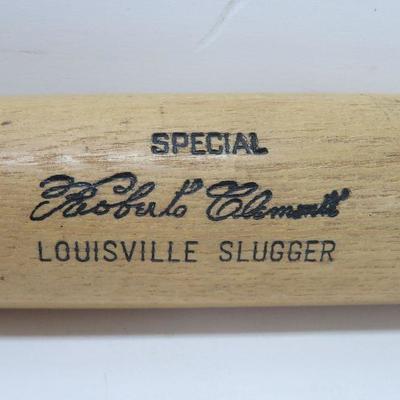 SPECIAL
Roberto Clemente
LOUISVILLE SLUGGER